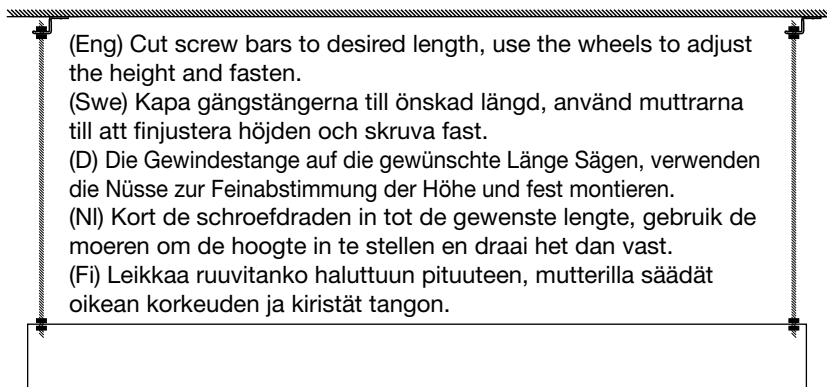 (Eng) Cut screw bars to desired length, use the wheels to adjust
the height and fasten.
(Swe) Kapa gängstängerna till önskad längd, använd muttrarna
till att finjustera höjden och skruva fast.
(D) Die Gewindestange auf die gewünschte Länge Sägen, verwenden
die Nüsse zur Feinabstimmung der Höhe und fest montieren.
(Nl) Kort de schroefdraden in tot de gewenste lengte, gebruik de
moeren om de hoogte in te stellen en draai het dan vast.
(Fi) Leikkaa ruuvitanko haluttuun pituuteen, mutterilla säädät
oikean korkeuden ja kiristät tangon.